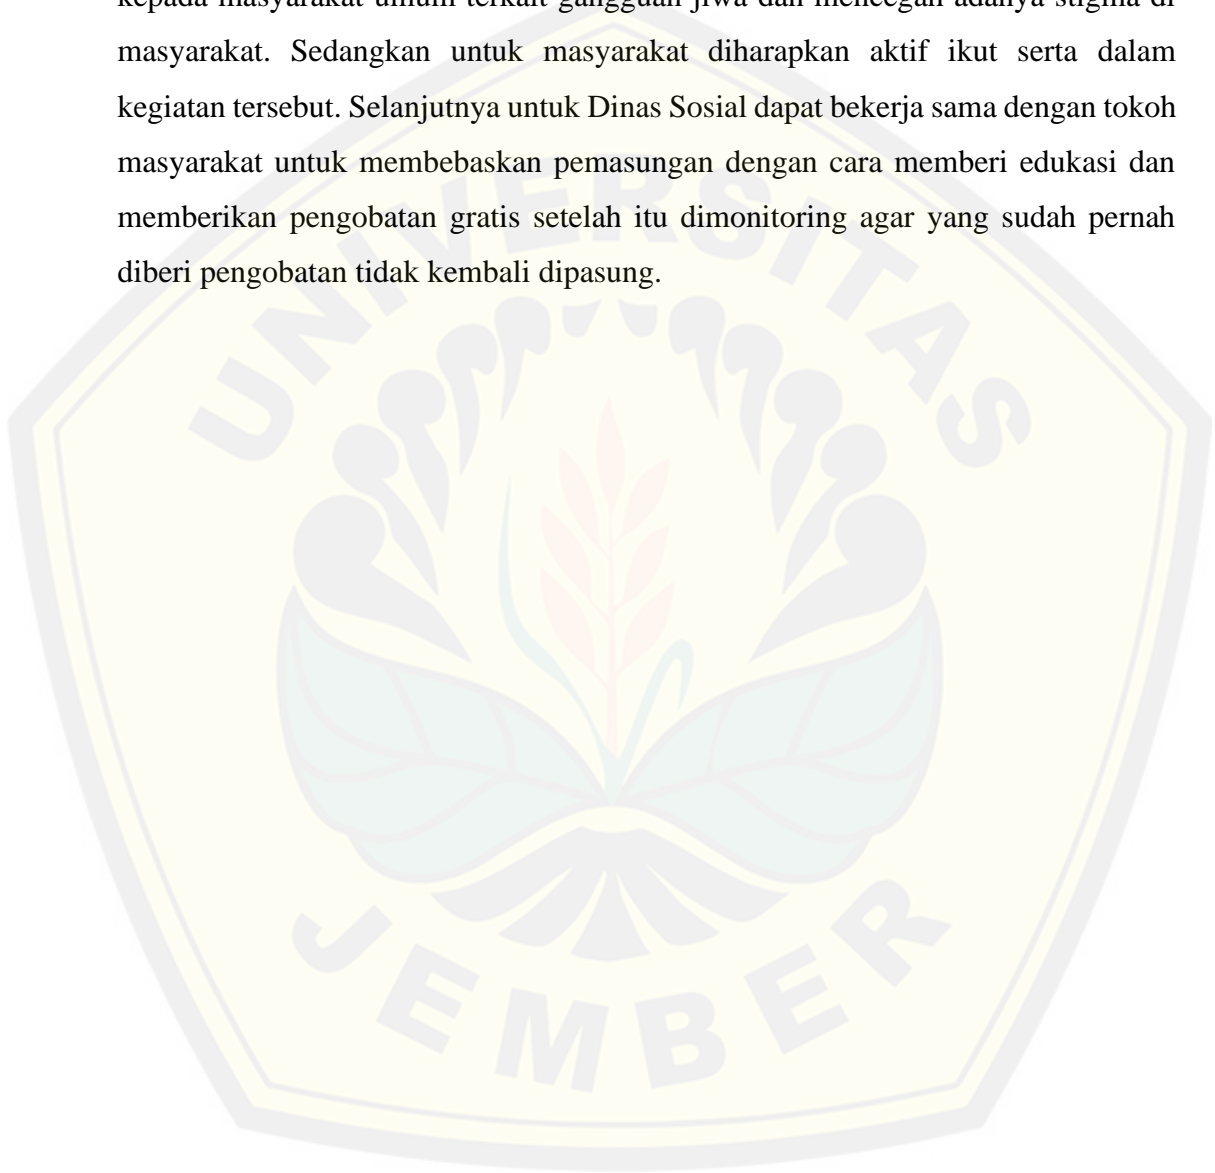 kepada masyarakat umum terkait gangguan jiwa dan mencegah adanya stigma di
masyarakat. Sedangkan untuk masyarakat diharapkan aktif ikut serta dalam
kegiatan tersebut. Selanjutnya untuk Dinas Sosial dapat bekerja sama dengan tokoh
masyarakat untuk membebaskan pemasungan dengan cara memberi edukasi dan
memberikan pengobatan gratis setelah itu dimonitoring agar yang sudah pernah
diberi pengobatan tidak kembali dipasung.
UNIVERSITAS
JEMBER